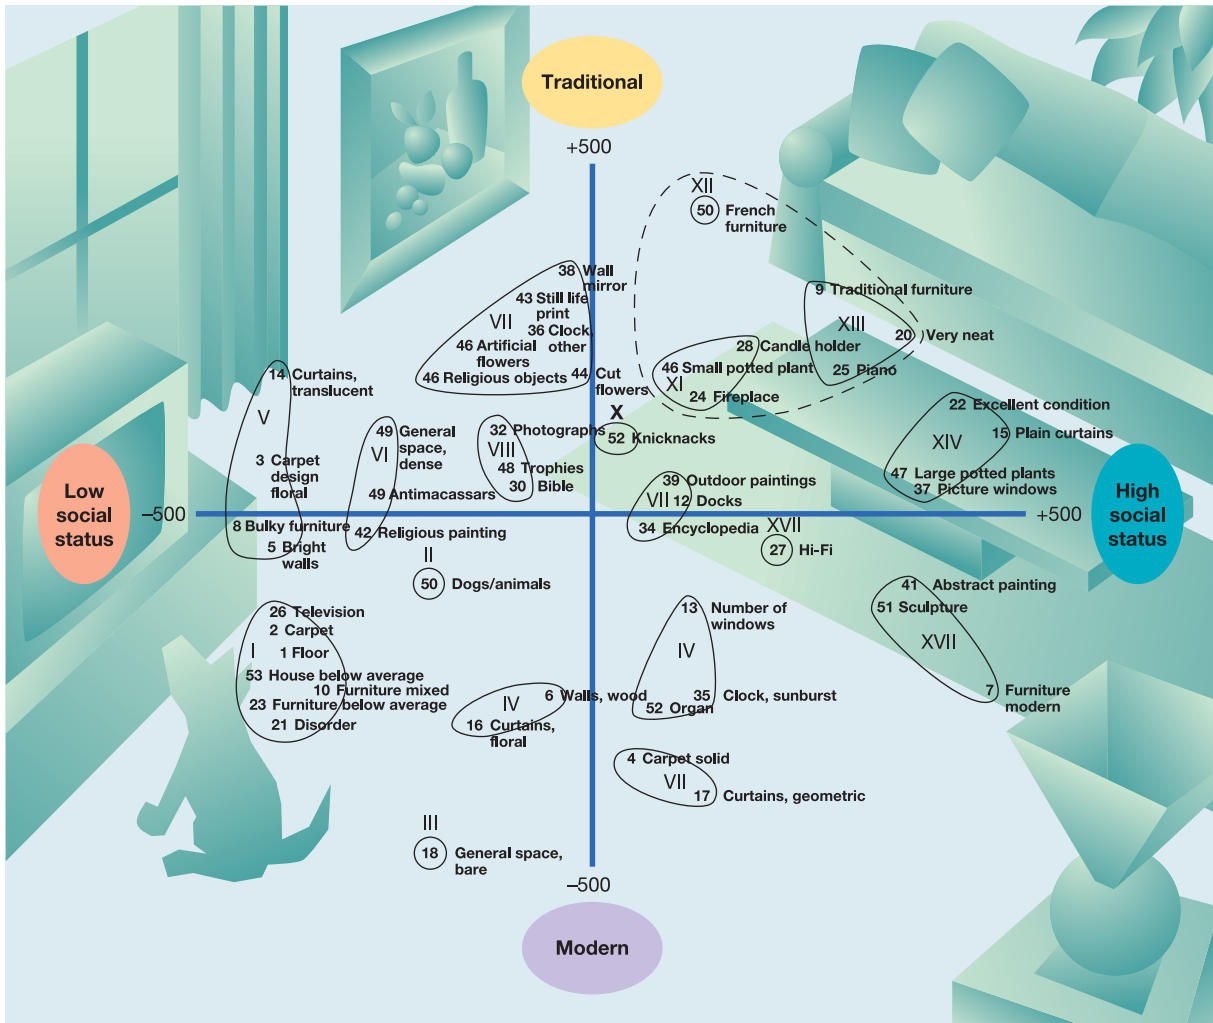 Traditional
+500
XII
50 French
furniture
38 Wall
mirror
9 Traditional furniture
43 Still life
print
VII
36 Clock,
other
XIII
20 Very neat
46 Artificial
flowers
28 Candle holder
14 Curtains,
translucent
46 Religious objects
44 Cut
flowers
46 Small potted plant
25 Piano
XI
24 Fireplace
22 Excellent condition
V
X
49 General
space,
dense
VI
32 Photographs
52 Knicknacks
15 Plain curtains
VIII
XIV
3 Carpet
design
floral
48 Trophies
30 Bible
47 Large potted plants
37 Picture windows
39 Outdoor paintings
49 Antimacassars
VII
12 Docks
Low
social
status
–500
+500
High
social
status
8 Bulky furniture
42 Religious painting
34 Encyclopedia
XVII
27 Hi-Fi
5 Bright
walls
II
50 Dogs/animals
41 Abstract painting
51 Sculpture
XVII
7 Furniture
modern
26 Television
2 Carpet
I
1 Floor
53 House below average
10 Furniture mixed
23 Furniture below average
21 Disorder
13 Number of
windows
IV
35 Clock, sunburst
52 Organ
6 Walls, wood
IV
16 Curtains,
floral
4 Carpet solid
VII
17 Curtains, geometric
III
18 General space,
bare
–500
Modern